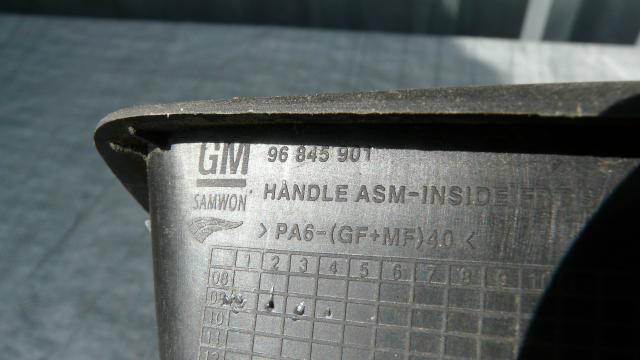 GM 96 845 901
SAMWON HANDLE ASM-INSIDE
>PA6-(GF+MF)40<
1 2 3 4 5 6 7 8 9
08
09
10
11